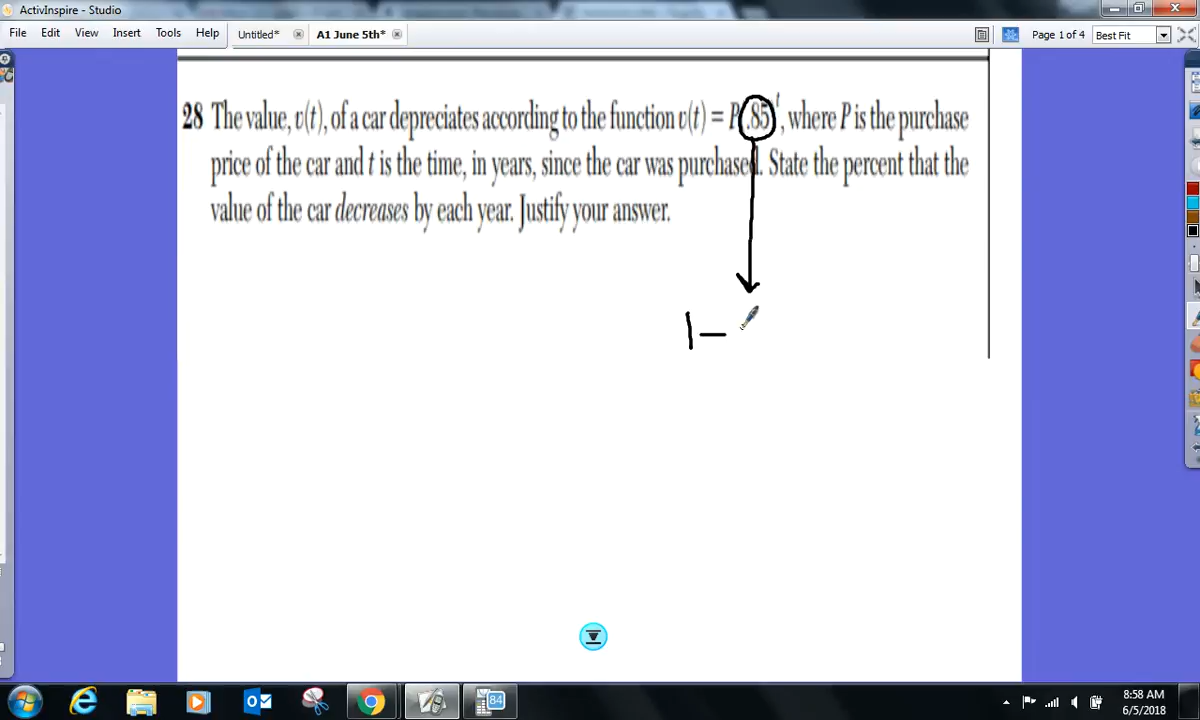 ActivInspire - Studio
File Edit View Insert Tools Help Untitled* A1 June 5th* Page 1 of 4 Best Fit
28 The value, v(t), of a car depreciates according to the function v(t) = P(.85)^t, where P is the purchase
price of the car and t is the time, in years, since the car was purchased. State the percent that the
value of the car decreases by each year. Justify your answer.
1 -
84
8:58 AM
6/5/2018